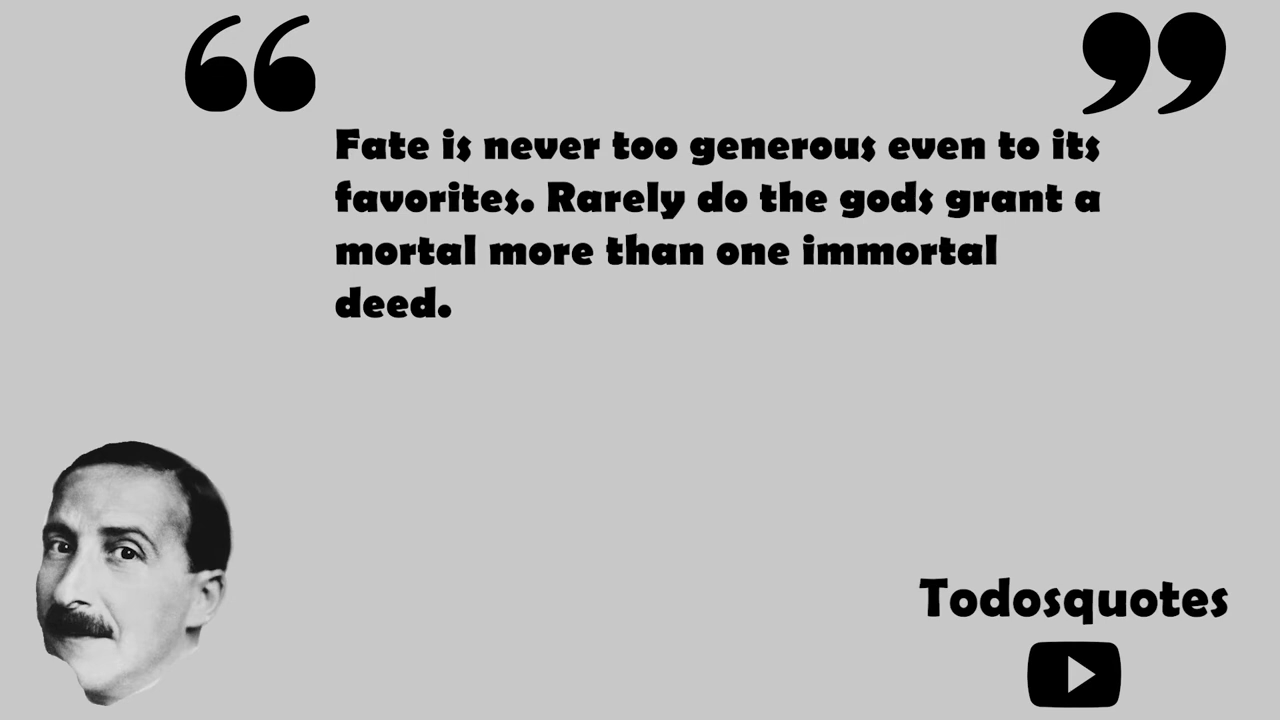 Fate is never too generous even to its
favorites. Rarely do the gods grant a
mortal more than one immortal
deed.
Todosquotes